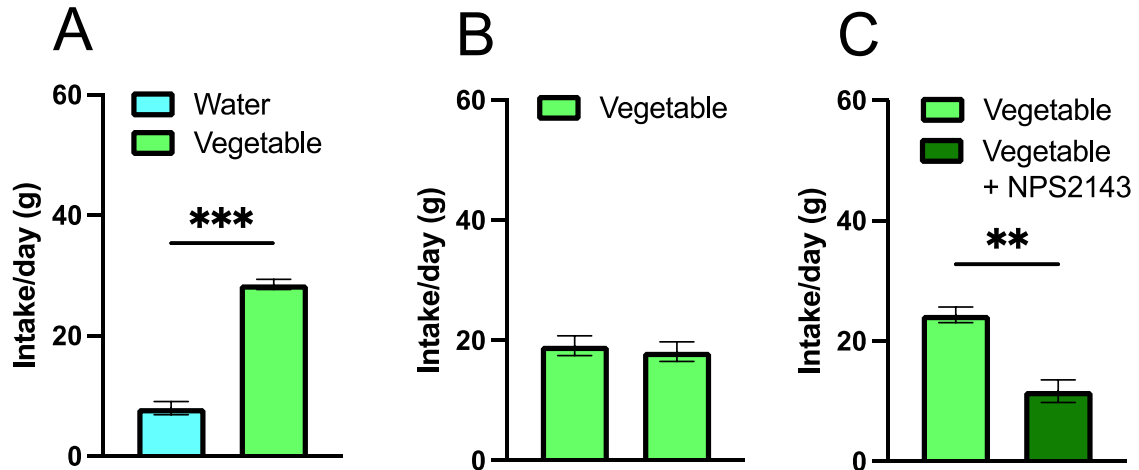 A
60
40
20
0
Intake/day (g)
Water
Vegetable
***
B
60
40
20
0
Intake/day (g)
Vegetable
C
60
40
20
0
Intake/day (g)
Vegetable
Vegetable
+ NPS2143
**